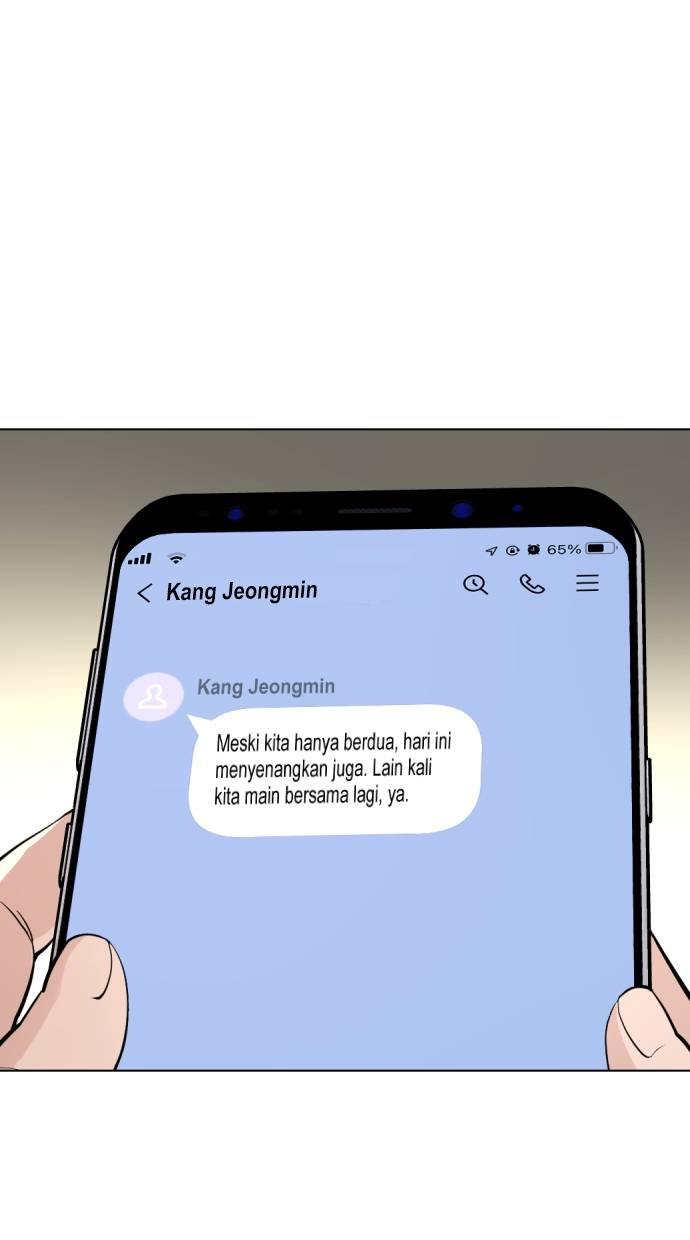 65%
Kang Jeongmin
Kang Jeongmin
Meski kita hanya berdua, hari ini
menyenangkan juga. Lain kali
kita main bersama lagi, ya.